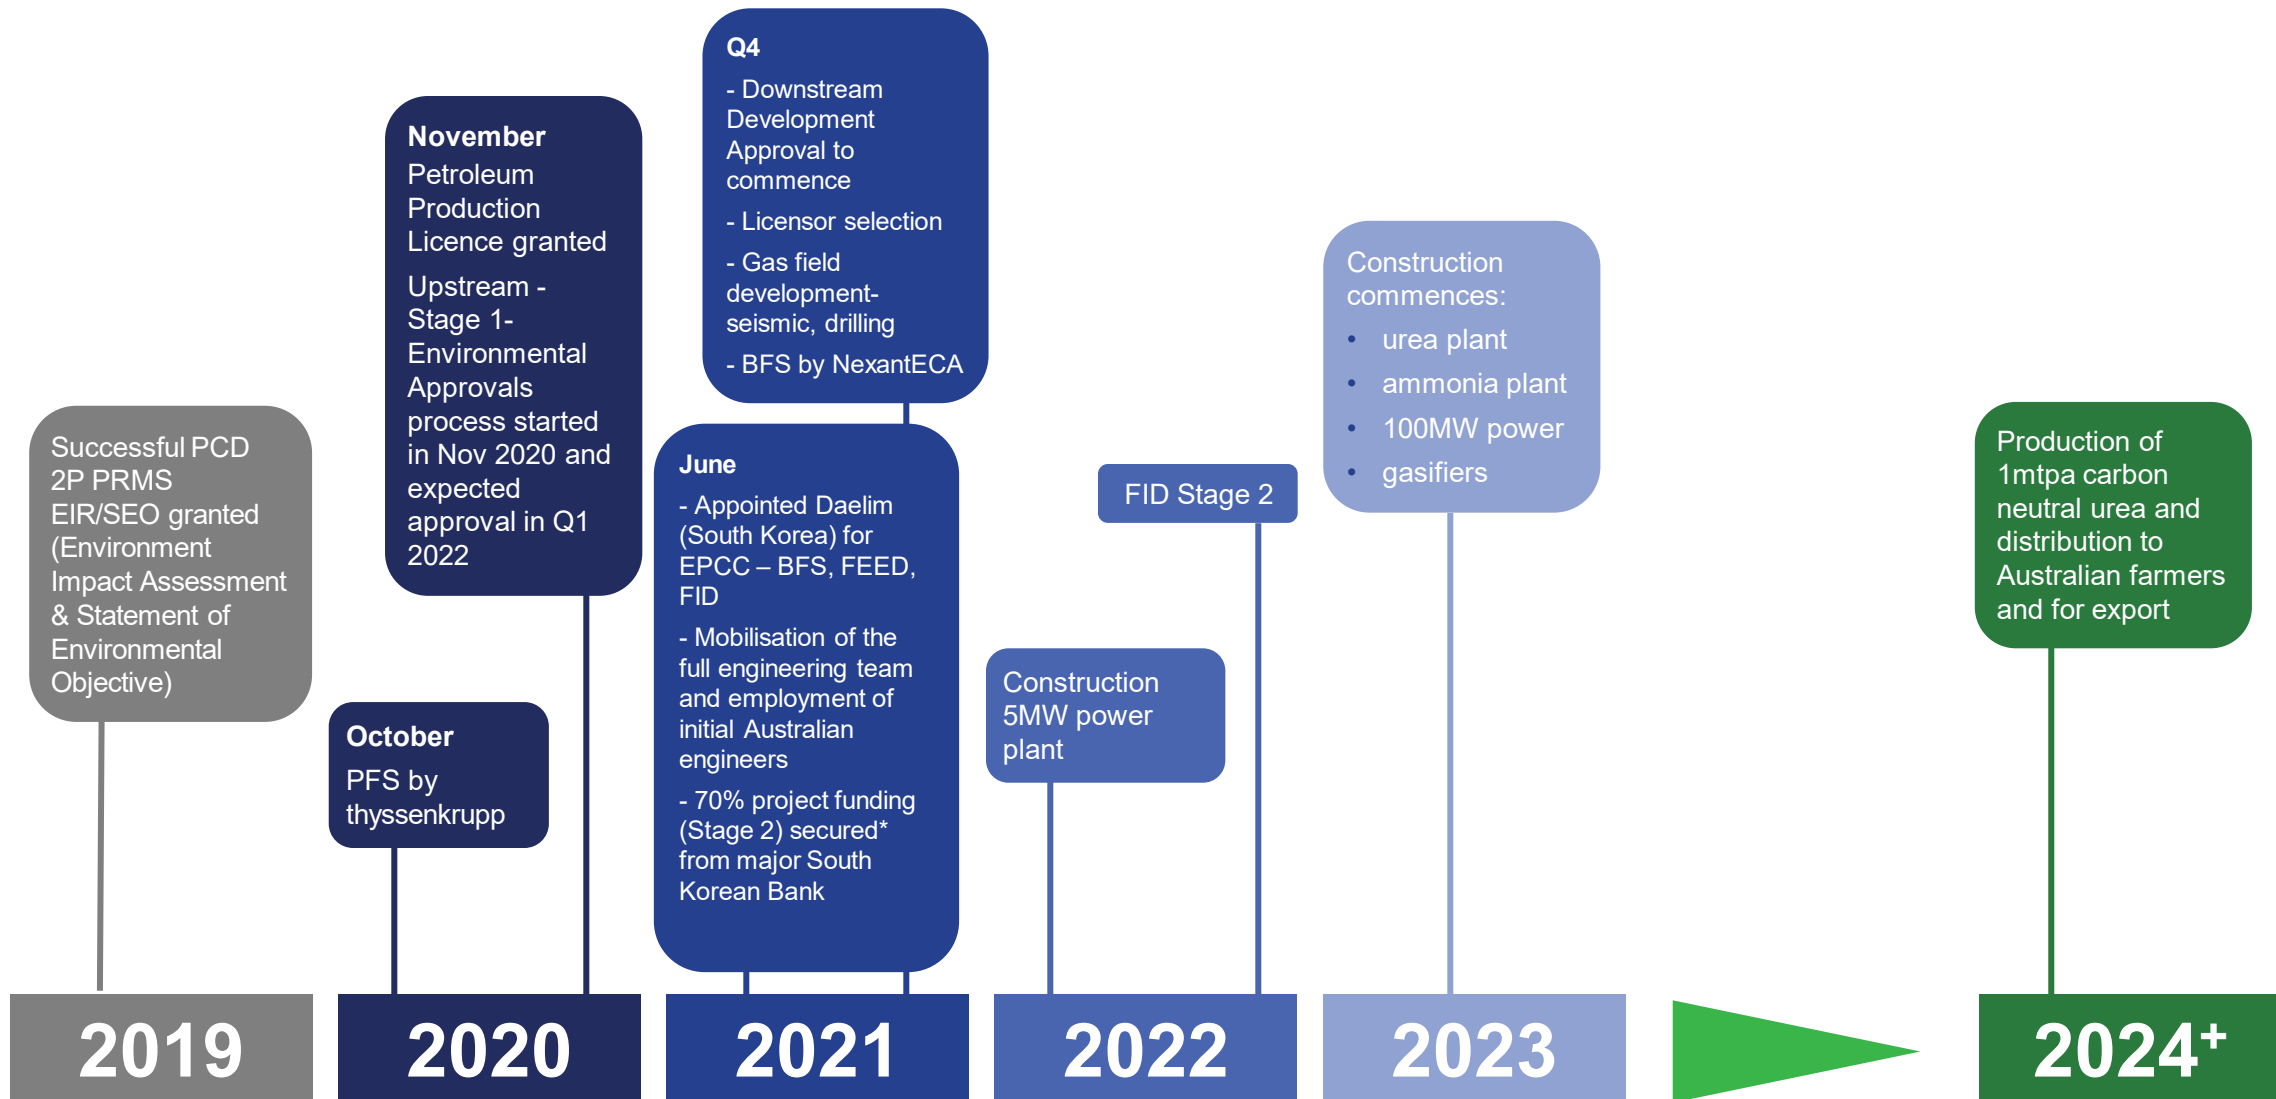 Successful PCD
2P PRMS
EIR/SEO granted
(Environment
Impact Assessment
& Statement of
Environmental
Objective)
October
PFS by
thyssenkrupp
November
Petroleum
Production
Licence granted
Upstream -
Stage 1-
Environmental
Approvals
process started
in Nov 2020 and
expected
approval in Q1
2022
Q4
- Downstream
Development
Approval to
commence
- Licensor selection
- Gas field
development-
seismic, drilling
- BFS by NexantECA
June
- Appointed Daelim
(South Korea) for
EPCC – BFS, FEED,
FID
- Mobilisation of the
full engineering team
and employment of
initial Australian
engineers
- 70% project funding
(Stage 2) secured*
from major South
Korean Bank
Construction
5MW power
plant
FID Stage 2
Construction
commences:
• urea plant
• ammonia plant
• 100MW power
• gasifiers
Production of
1mtpa carbon
neutral urea and
distribution to
Australian farmers
and for export
2019
2020
2021
2022
2023
2024+